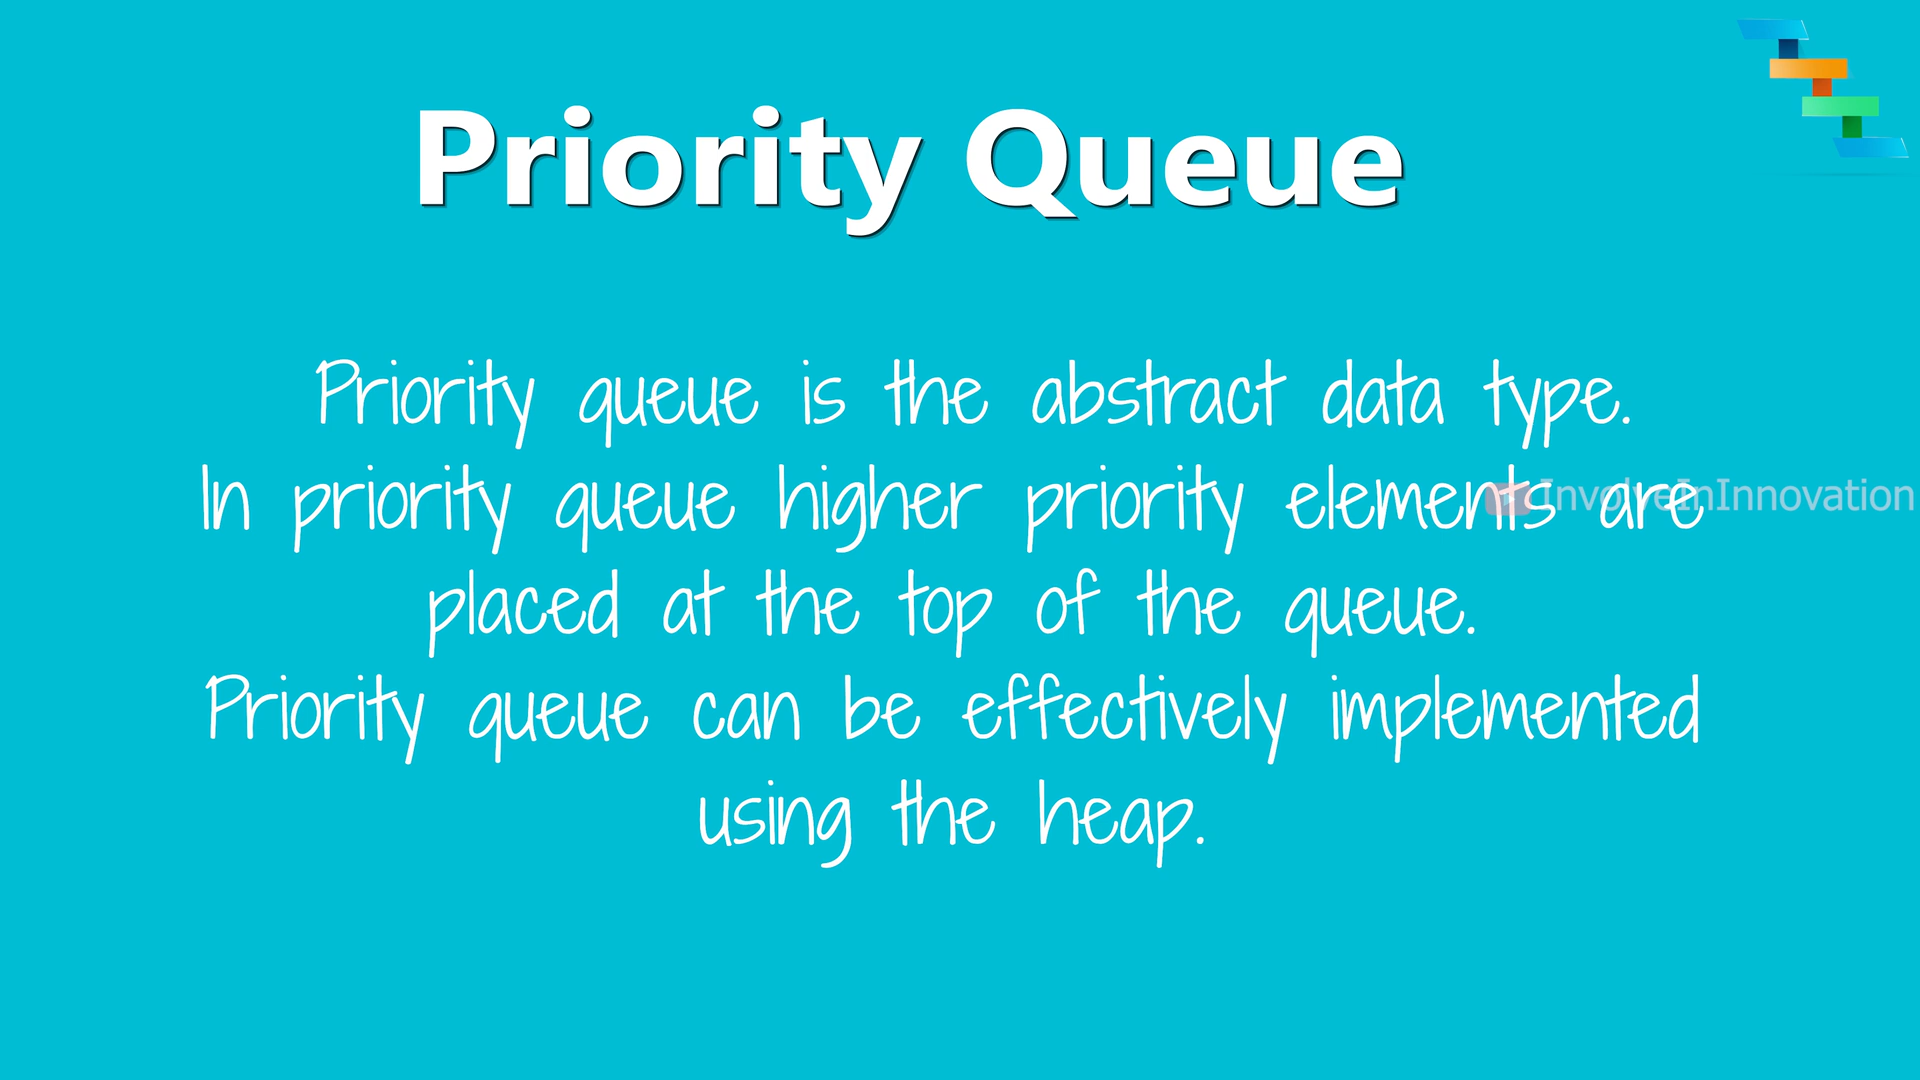 Priority Queue
Priority queue is the abstract data type.
In priority queue higher priority elements are
InvolveInInnovation
placed at the top of the queue.
Priority queue can be effectively implemented
using the heap.